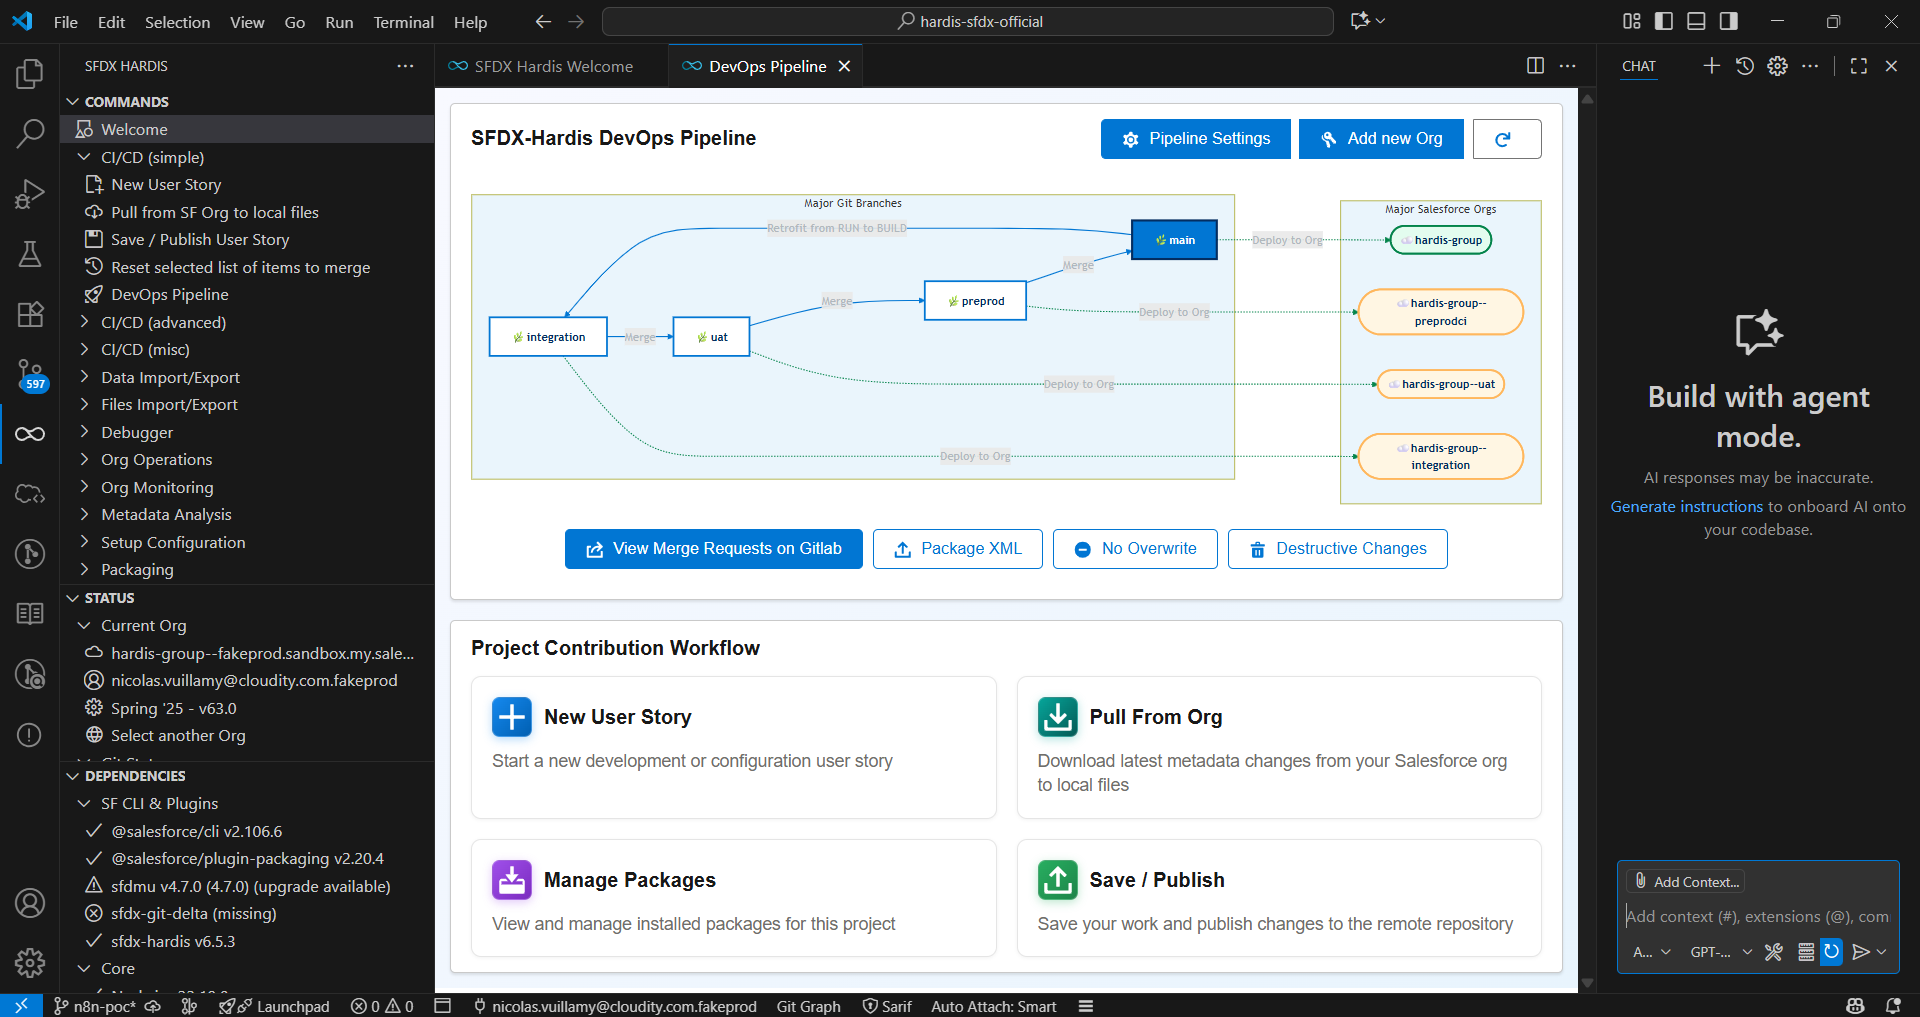 File Edit Selection View Go Run Terminal Help
hardis-sfdx-official
SFDX HARDIS
COMMANDS
Welcome
CI/CD (simple)
New User Story
Pull from SF Org to local files
Save / Publish User Story
Reset selected list of items to merge
DevOps Pipeline
CI/CD (advanced)
CI/CD (misc)
Data Import/Export
Files Import/Export
Debugger
Org Operations
Org Monitoring
Metadata Analysis
Setup Configuration
Packaging
597
STATUS
Current Org
hardis-group--fakeprod.sandbox.my.sale...
nicolas.vuillamy@cloudity.com.fakeprod
Spring '25 - v63.0
Select another Org
DEPENDENCIES
SF CLI & Plugins
@salesforce/cli v2.106.6
@salesforce/plugin-packaging v2.20.4
sfdmu v4.7.0 (4.7.0) (upgrade available)
sfdx-git-delta (missing)
sfdx-hardis v6.5.3
Core
SFDX Hardis Welcome
DevOps Pipeline
SFDX-Hardis DevOps Pipeline
Pipeline Settings
Add new Org
Major Git Branches
Major Salesforce Orgs
Retrofit from RUN to BUILD
main
Deploy to Org
hardis-group
Merge
preprod
Merge
Deploy to Org
hardis-group--
preprodci
integration
Merge
uat
Deploy to Org
hardis-group--uat
Deploy to Org
hardis-group--
integration
View Merge Requests on Gitlab
Package XML
No Overwrite
Destructive Changes
Project Contribution Workflow
New User Story
Start a new development or configuration user story
Pull From Org
Download latest metadata changes from your Salesforce org
to local files
Manage Packages
View and manage installed packages for this project
Save / Publish
Save your work and publish changes to the remote repository
CHAT
Build with agent
mode.
AI responses may be inaccurate.
Generate instructions to onboard AI onto
your codebase.
Add Context...
Add context (#), extensions (@), com
A...
GPT-...
n8n-poc*
Launchpad
0
0
nicolas.vuillamy@cloudity.com.fakeprod
Git Graph
Sarif
Auto Attach: Smart